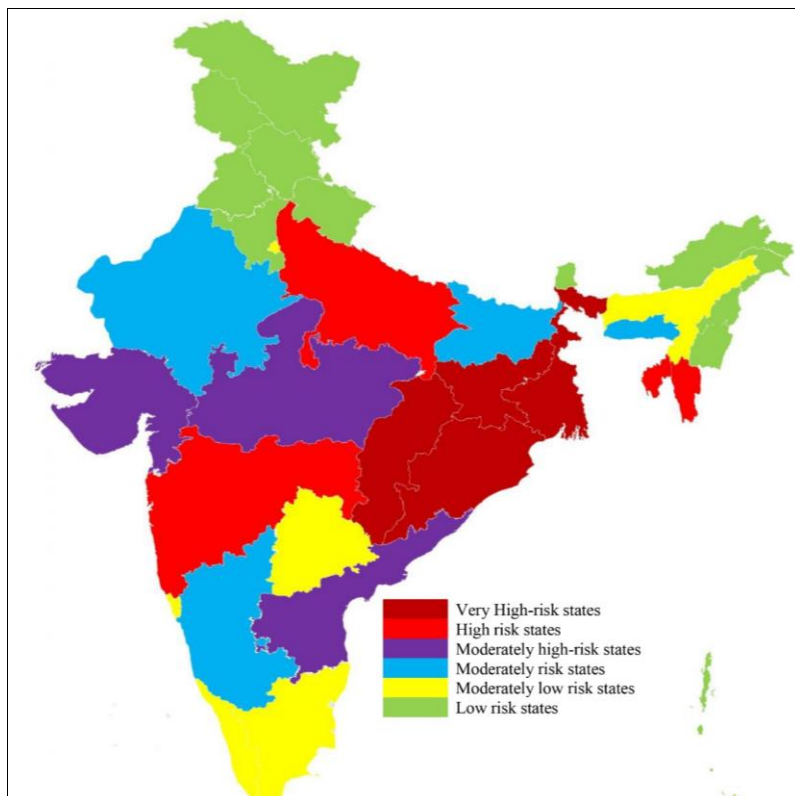 Very High-risk states
High risk states
Moderately high-risk states
Moderately risk states
Moderately low risk states
Low risk states